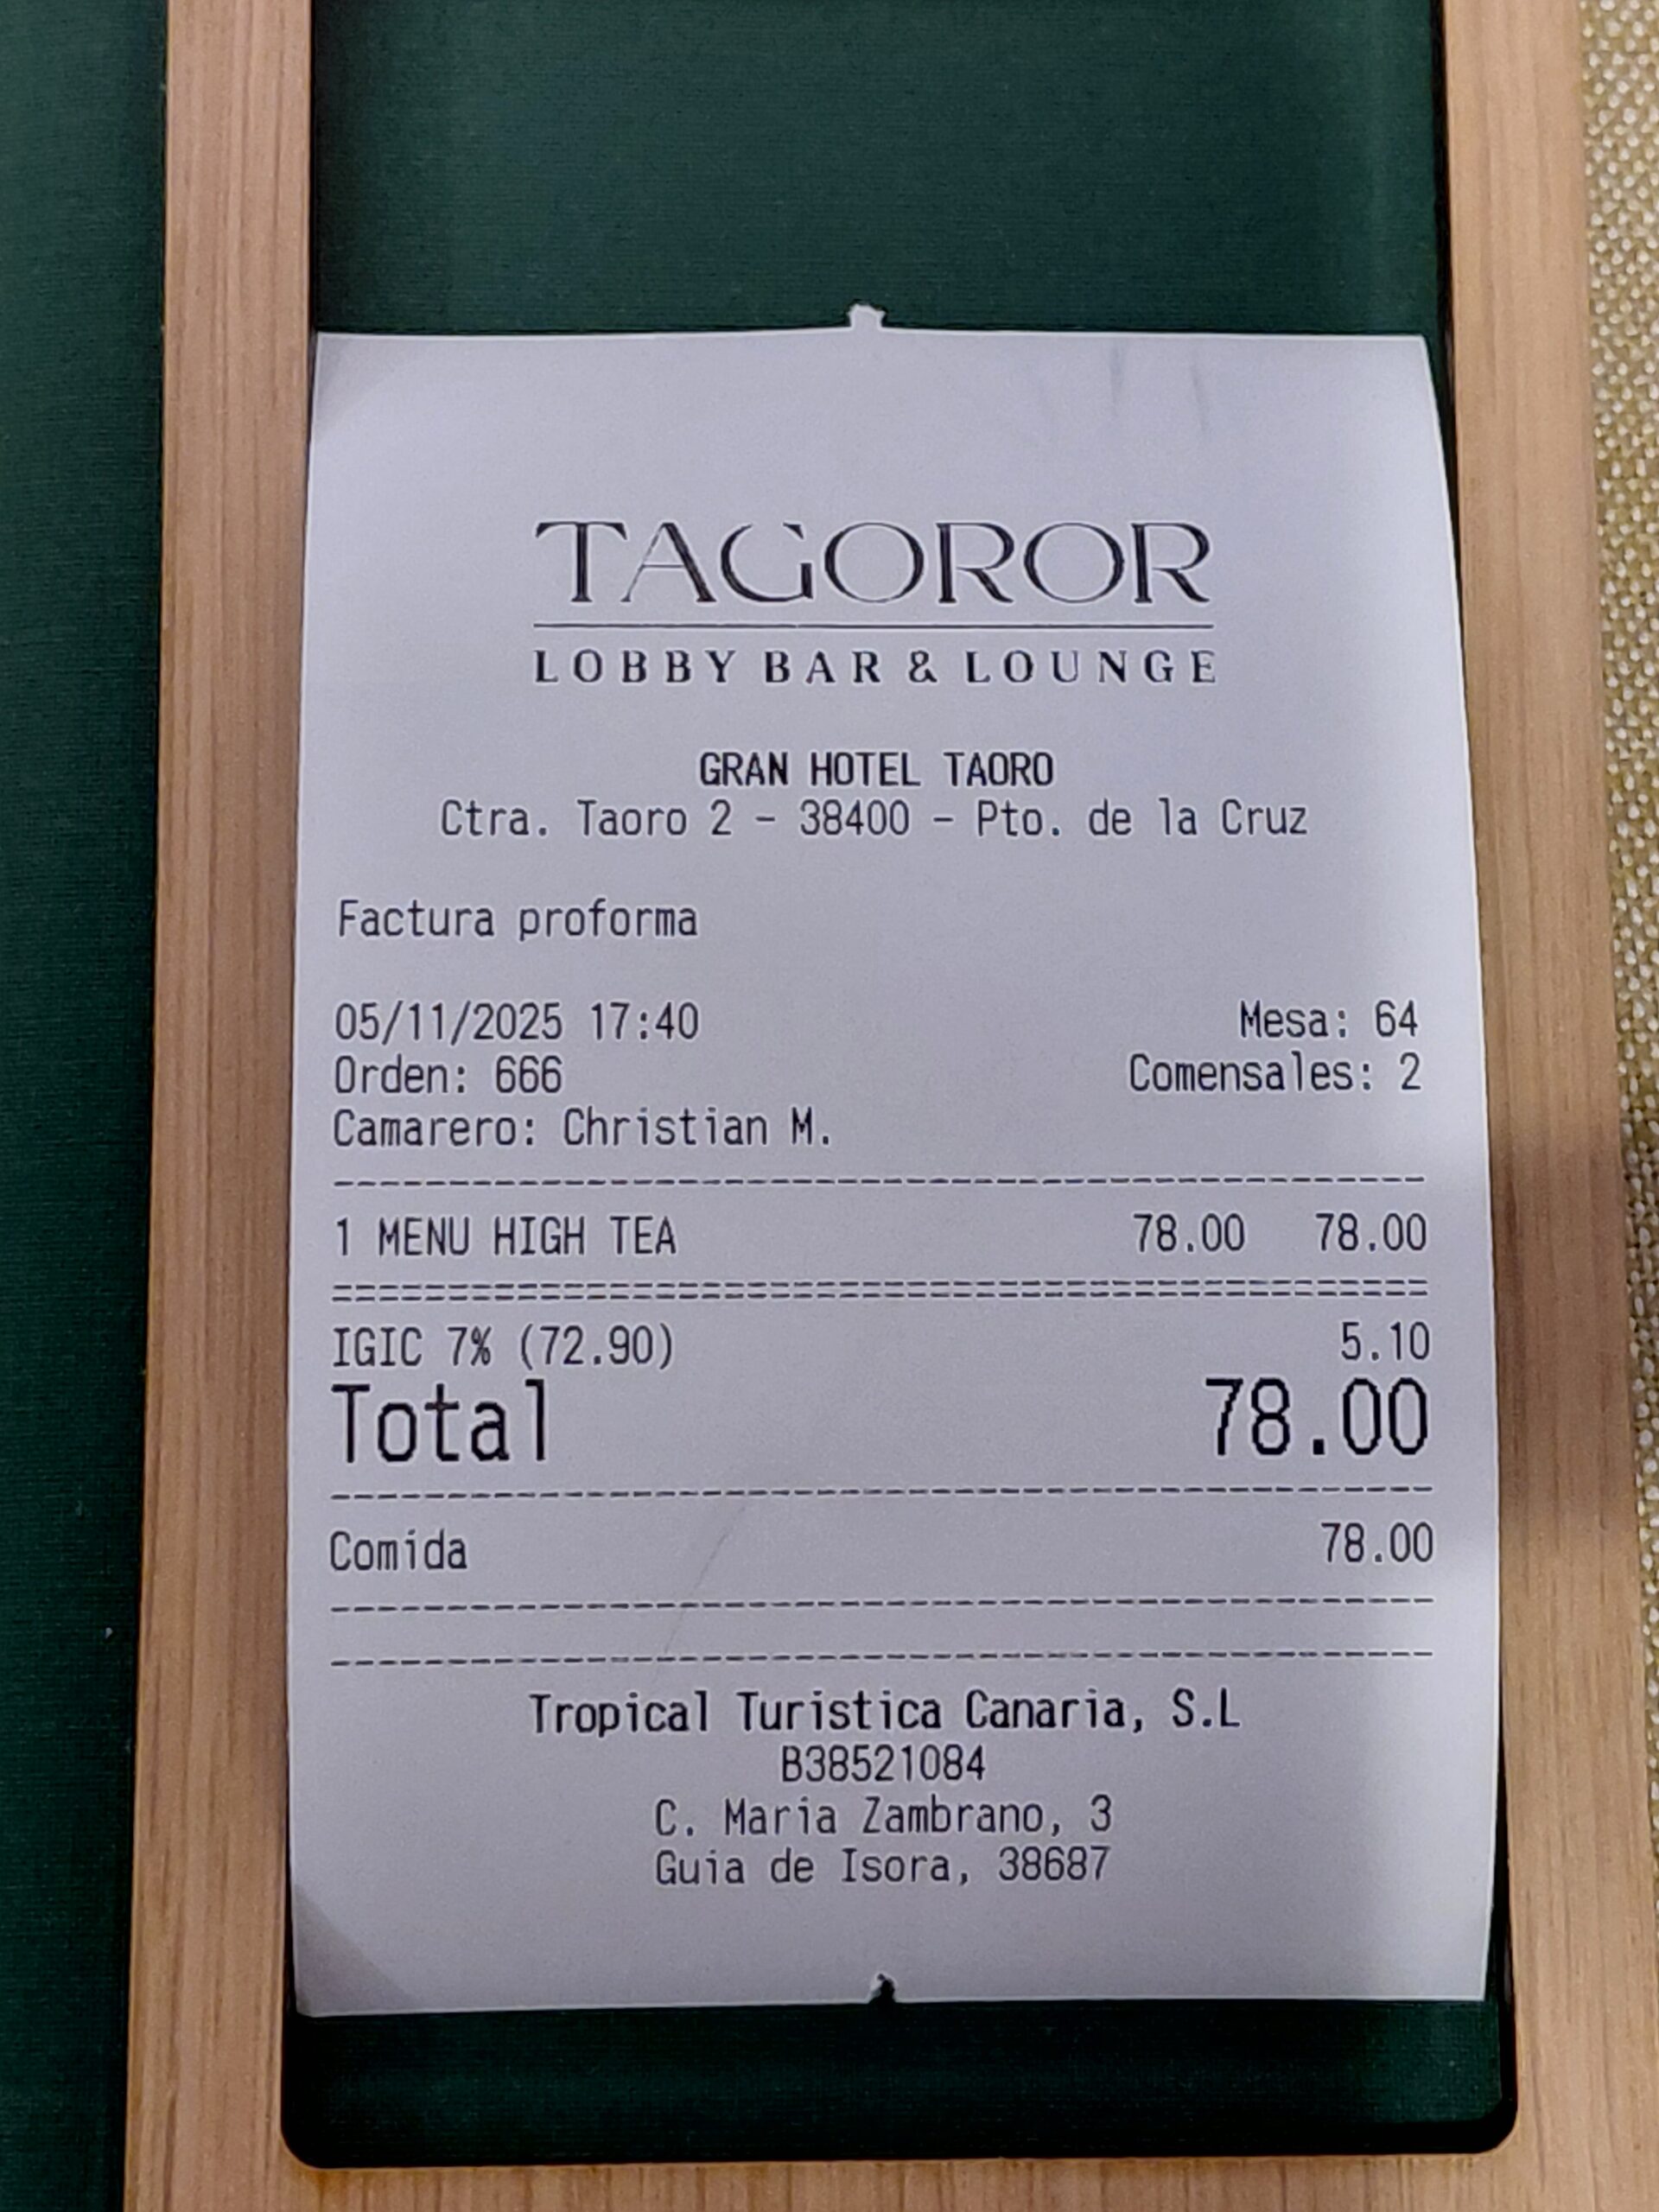 TAGOROR
LOBBY BAR & LOUNGE
GRAN HOTEL TAORO
Ctra. Taoro 2 - 38400 - Pto. de la Cruz
Factura proforma
05/11/2025 17:40 Mesa: 64
Orden: 666 Comensales: 2
Camarero: Christian M.
1 MENU HIGH TEA 78.00 78.00
IGIC 7% (72.90) 5.10
Total 78.00
Comida 78.00
Tropical Turistica Canaria, S.L
B38521084
C. Maria Zambrano, 3
Guia de Isora, 38687